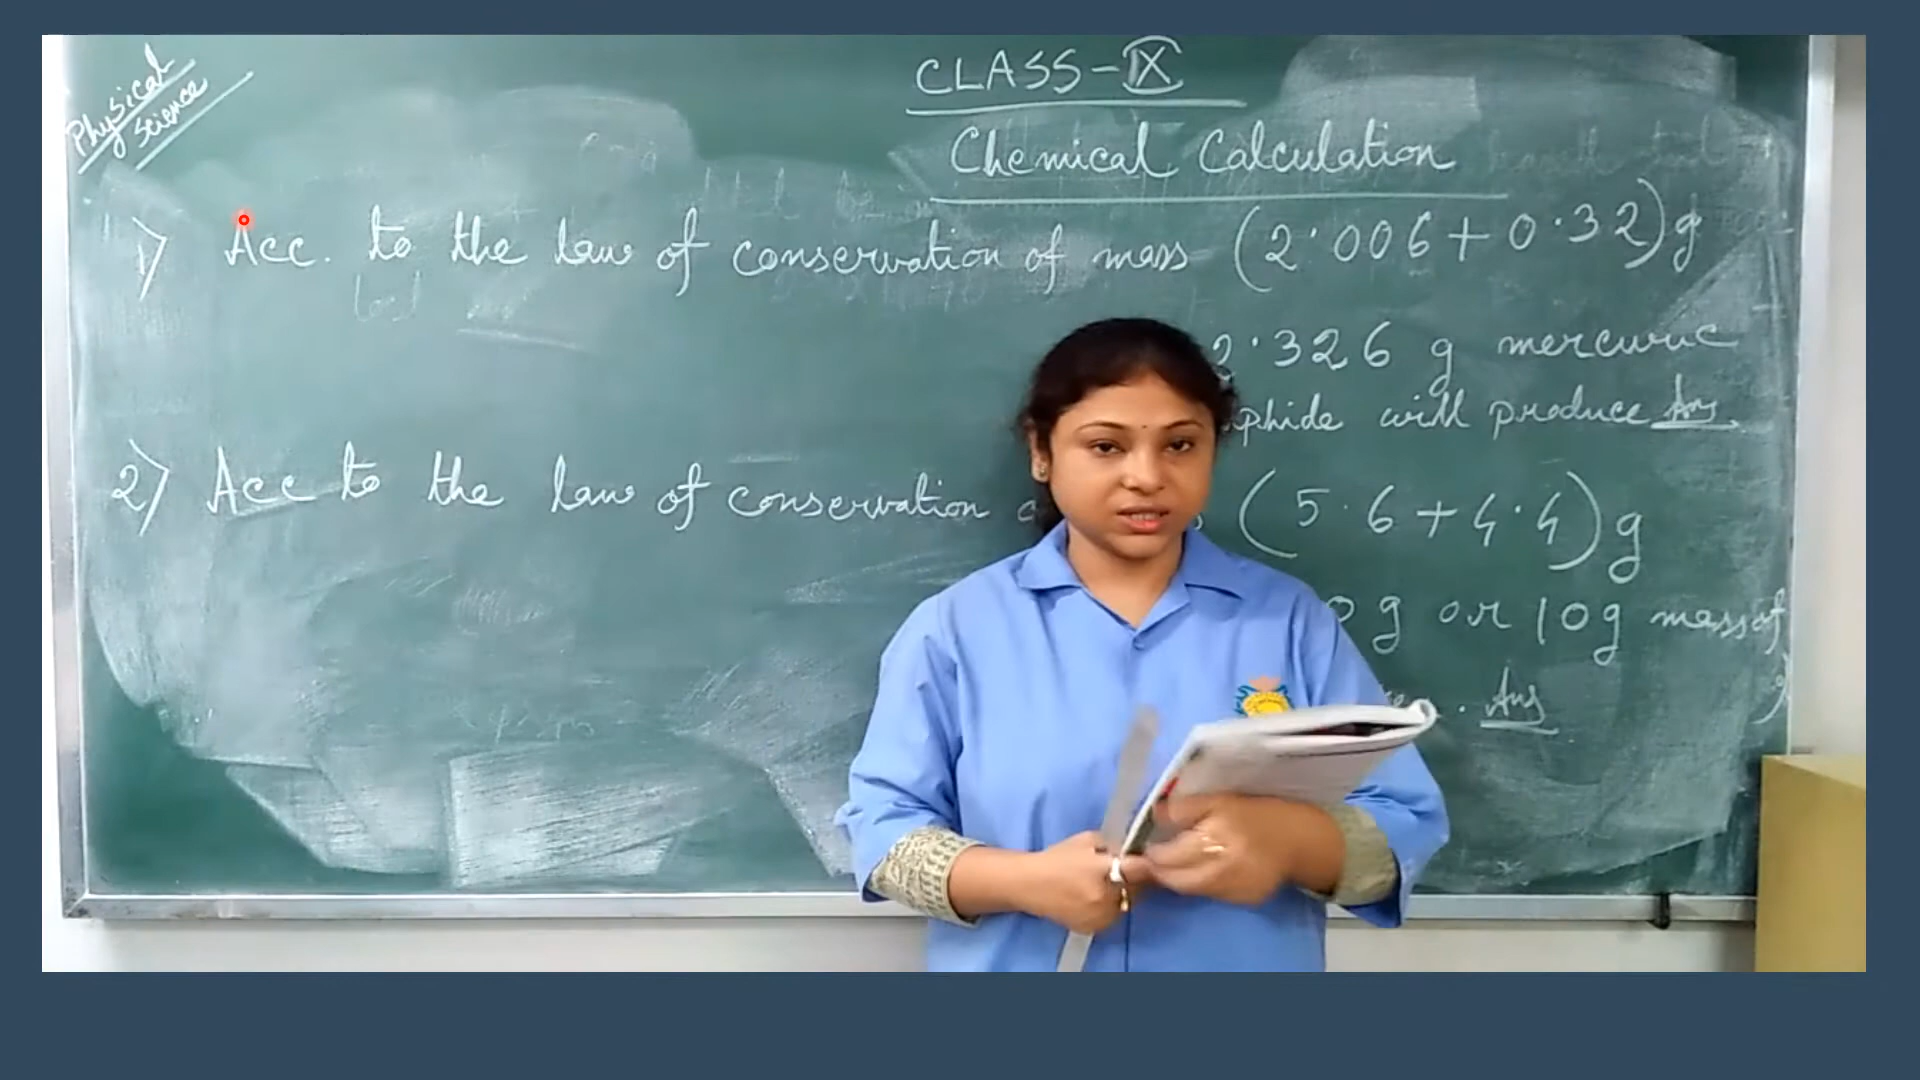 Physical
Science
CLASS-IX
Chemical Calculation
1) Acc. to the law of conservation of mass (2.006+0.32)g
2.326 g mercuric
phide will produce Ans.
2) Acc to the law of conservation (5.6+4.4)g
0 g or 10g mass of
. Ans